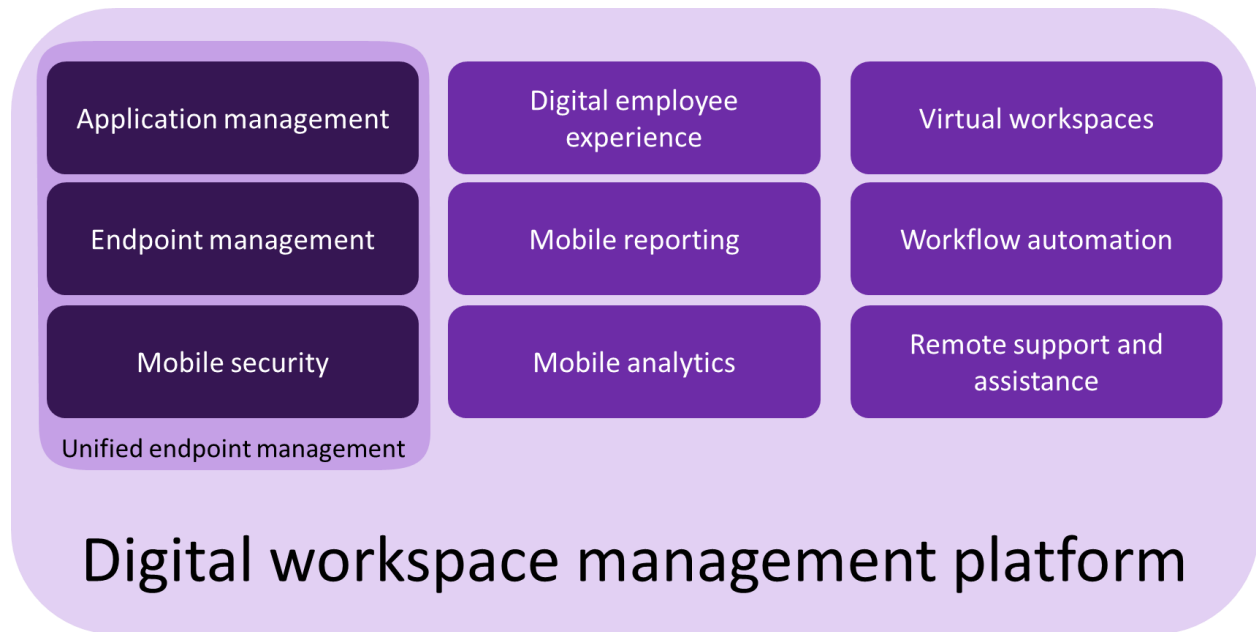 Application management
Digital employee
experience
Virtual workspaces
Endpoint management
Mobile reporting
Workflow automation
Mobile security
Mobile analytics
Remote support and
assistance
Unified endpoint management
Digital workspace management platform